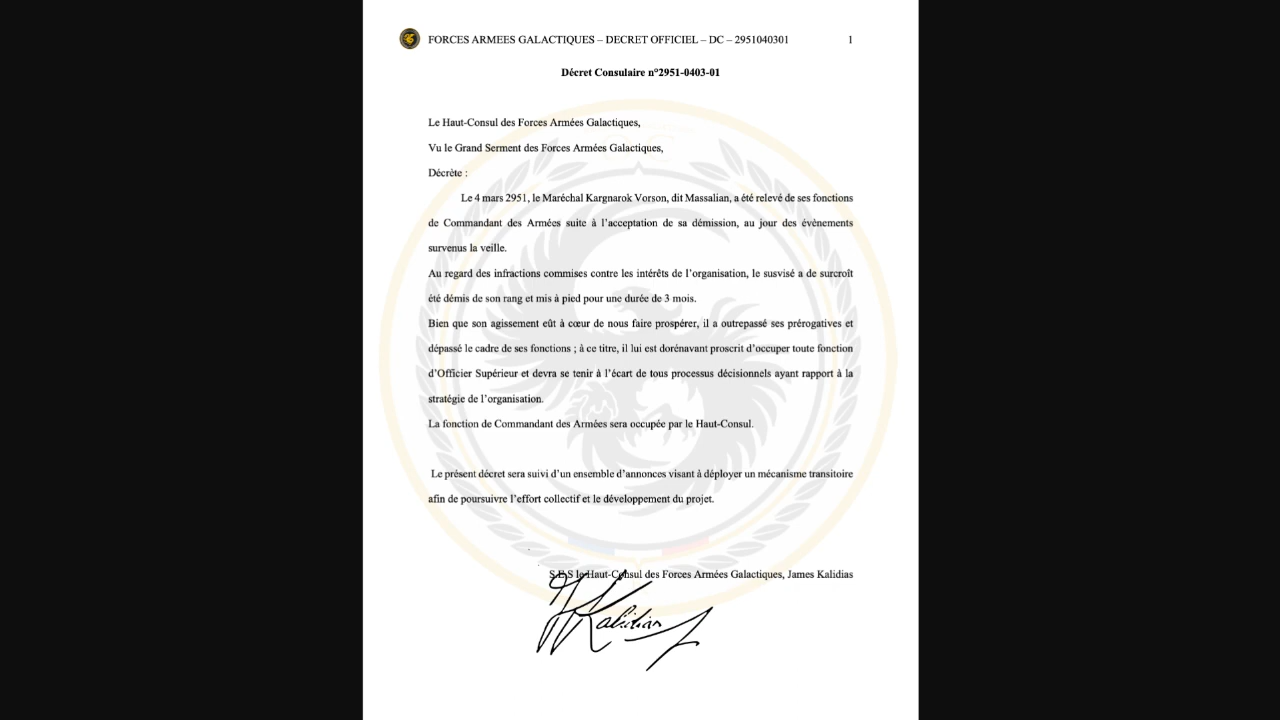 FORCES ARMEES GALACTIQUES – DECRET OFFICIEL – DC – 2951040301 1
Décret Consulaire n°2951-0403-01
Le Haut-Consul des Forces Armées Galactiques,
Vu le Grand Serment des Forces Armées Galactiques,
Décrète :
Le 4 mars 2951, le Maréchal Kargnarok Vorson, dit Massalian, a été relevé de ses fonctions
de Commandant des Armées suite à l’acceptation de sa démission, au jour des évènements
survenus la veille.
Au regard des infractions commises contre les intérêts de l’organisation, le susvisé a de surcroît
été démis de son rang et mis à pied pour une durée de 3 mois.
Bien que son agissement eût à cœur de nous faire prospérer, il a outrepassé ses prérogatives et
dépassé le cadre de ses fonctions ; à ce titre, il lui est dorénavant proscrit d’occuper toute fonction
d’Officier Supérieur et devra se tenir à l’écart de tous processus décisionnels ayant rapport à la
stratégie de l’organisation.
La fonction de Commandant des Armées sera occupée par le Haut-Consul.
Le présent décret sera suivi d’un ensemble d’annonces visant à déployer un mécanisme transitoire
afin de poursuivre l’effort collectif et le développement du projet.
S.E.S le Haut-Consul des Forces Armées Galactiques, James Kalidias
Kalidias